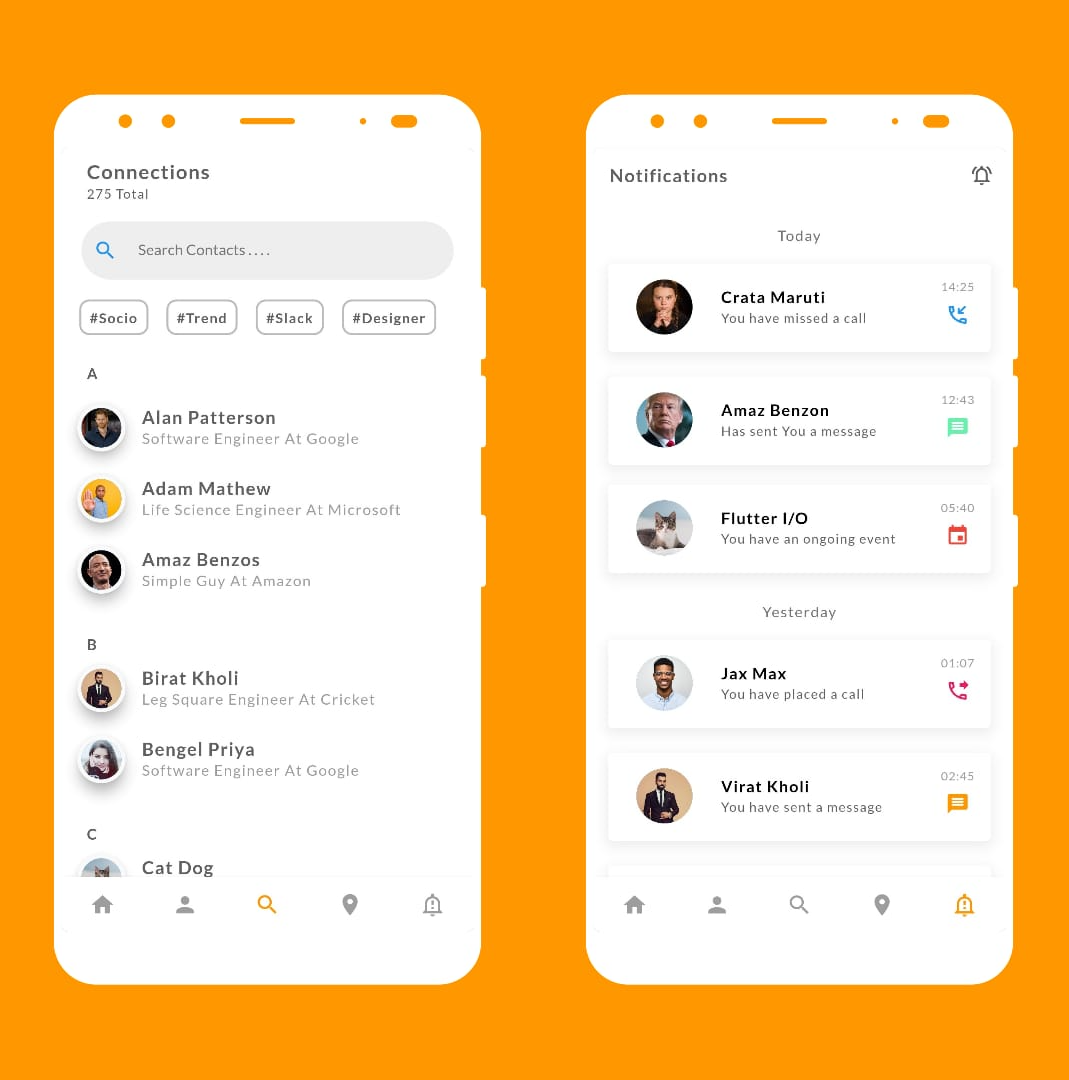 Connections
275 Total
Search Contacts . . . .
#Socio #Trend #Slack #Designer
A
Alan Patterson
Software Engineer At Google
Adam Mathew
Life Science Engineer At Microsoft
Amaz Benzos
Simple Guy At Amazon
B
Birat Kholi
Leg Square Engineer At Cricket
Bengel Priya
Software Engineer At Google
C
Cat Dog
Notifications
Today
Crata Maruti
14:25
You have missed a call
Amaz Benzon
12:43
Has sent You a message
Flutter I/O
05:40
You have an ongoing event
Yesterday
Jax Max
01:07
You have placed a call
Virat Kholi
02:45
You have sent a message